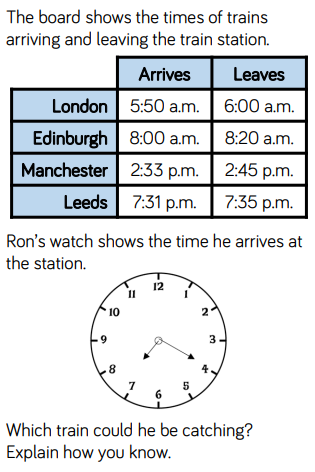 The board shows the times of trains
arriving and leaving the train station.
Arrives Leaves
London 5:50 a.m. 6:00 a.m.
Edinburgh 8:00 a.m. 8:20 a.m.
Manchester 2:33 p.m. 2:45 p.m.
Leeds 7:31 p.m. 7:35 p.m.
Ron's watch shows the time he arrives at
the station.
12
11 1
10 2
9 3
8 4
7 5
6
Which train could he be catching?
Explain how you know.